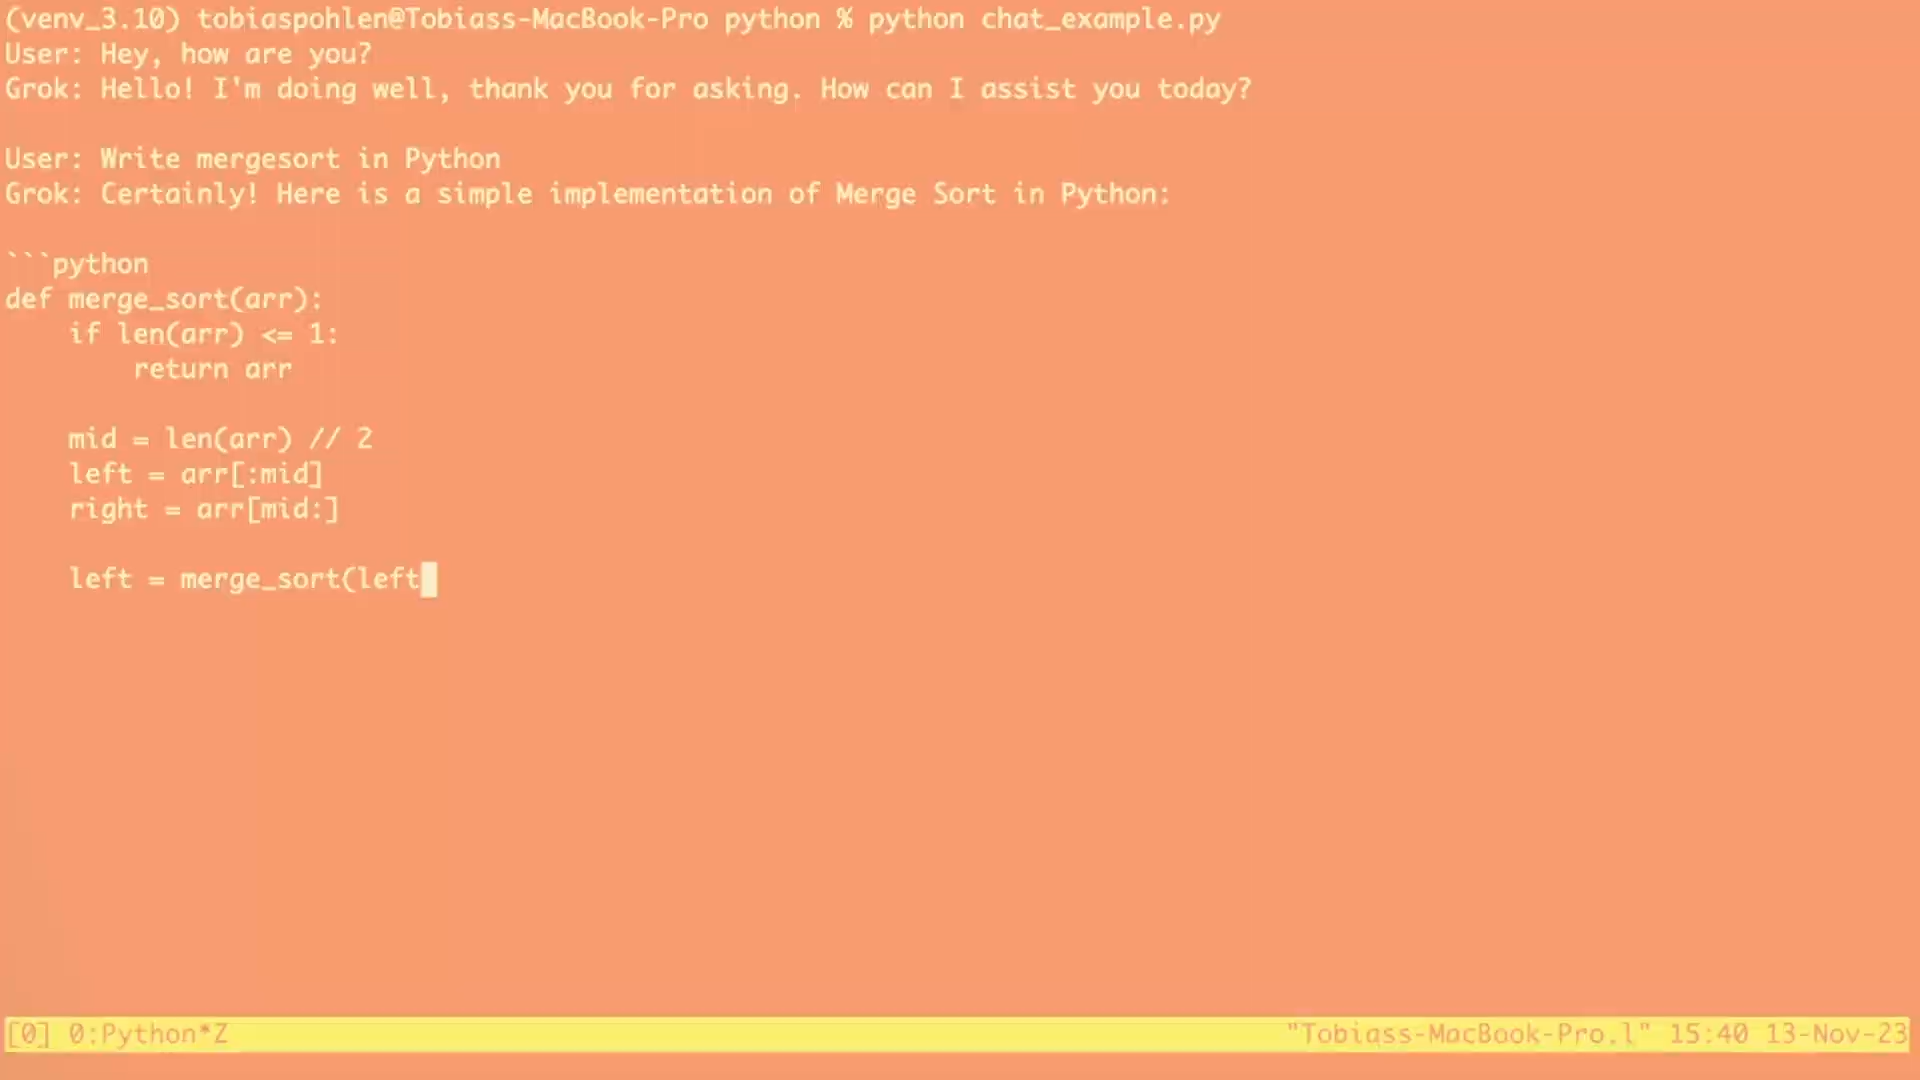 (venv_3.10) tobiaspohlen@Tobiass-MacBook-Pro python % python chat_example.py
User: Hey, how are you?
Grok: Hello! I'm doing well, thank you for asking. How can I assist you today?

User: Write mergesort in Python
Grok: Certainly! Here is a simple implementation of Merge Sort in Python:

```python
def merge_sort(arr):
    if len(arr) <= 1:
        return arr

    mid = len(arr) // 2
    left = arr[:mid]
    right = arr[mid:]

    left = merge_sort(left
[0] 0:Python*Z "Tobiass-MacBook-Pro.l" 15:40 13-Nov-23